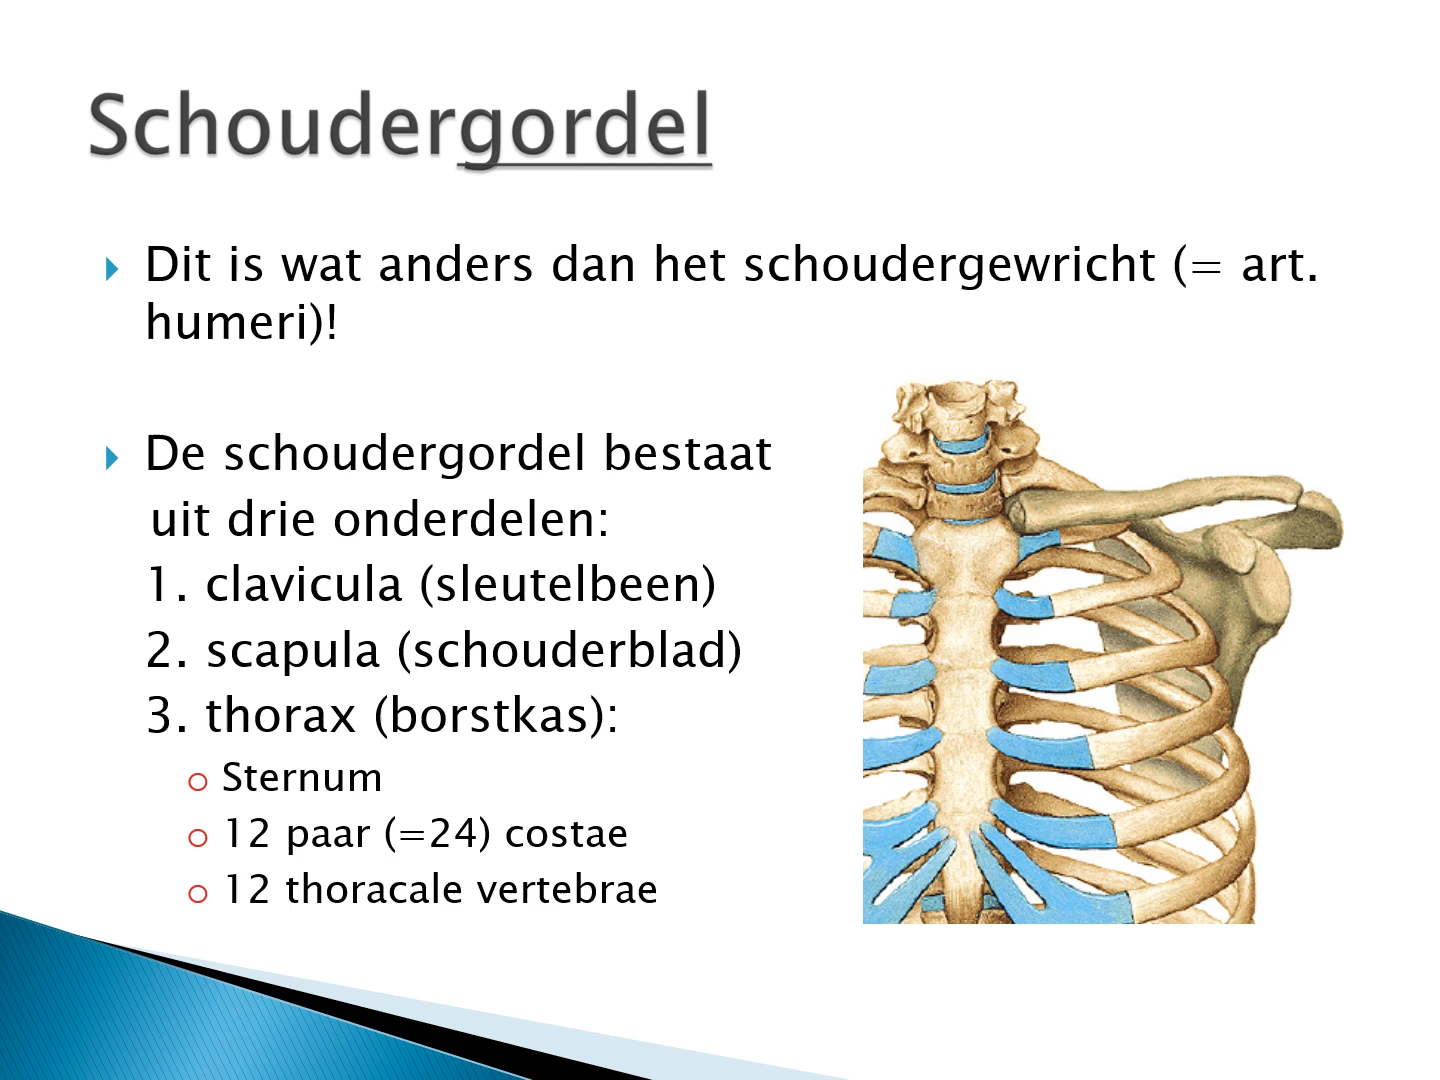 Schoudergordel
Dit is wat anders dan het schoudergewricht (= art.
humeri)!
De schoudergordel bestaat
uit drie onderdelen:
1. clavicula (sleutelbeen)
2. scapula (schouderblad)
3. thorax (borstkas):
Sternum
12 paar (=24) costae
12 thoracale vertebrae